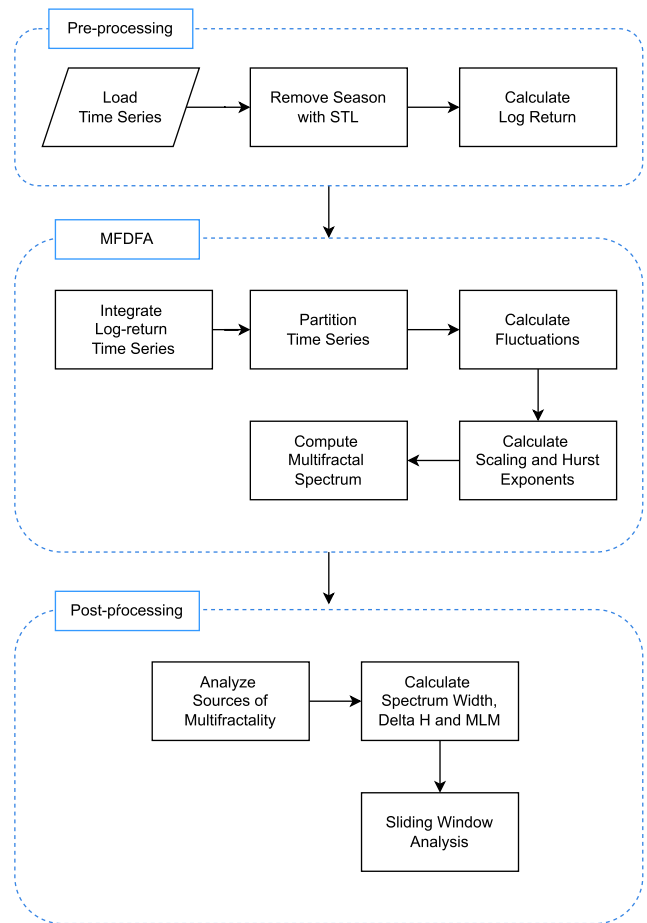 Pre-processing
Load
Time Series
Remove Season
with STL
Calculate
Log Return
MFDFA
Integrate
Log-return
Time Series
Partition
Time Series
Calculate
Fluctuations
Compute
Multifractal
Spectrum
Calculate
Scaling and Hurst
Exponents
Post-pŕocessing
Analyze
Sources of
Multifractality
Calculate
Spectrum Width,
Delta H and MLM
Sliding Window
Analysis